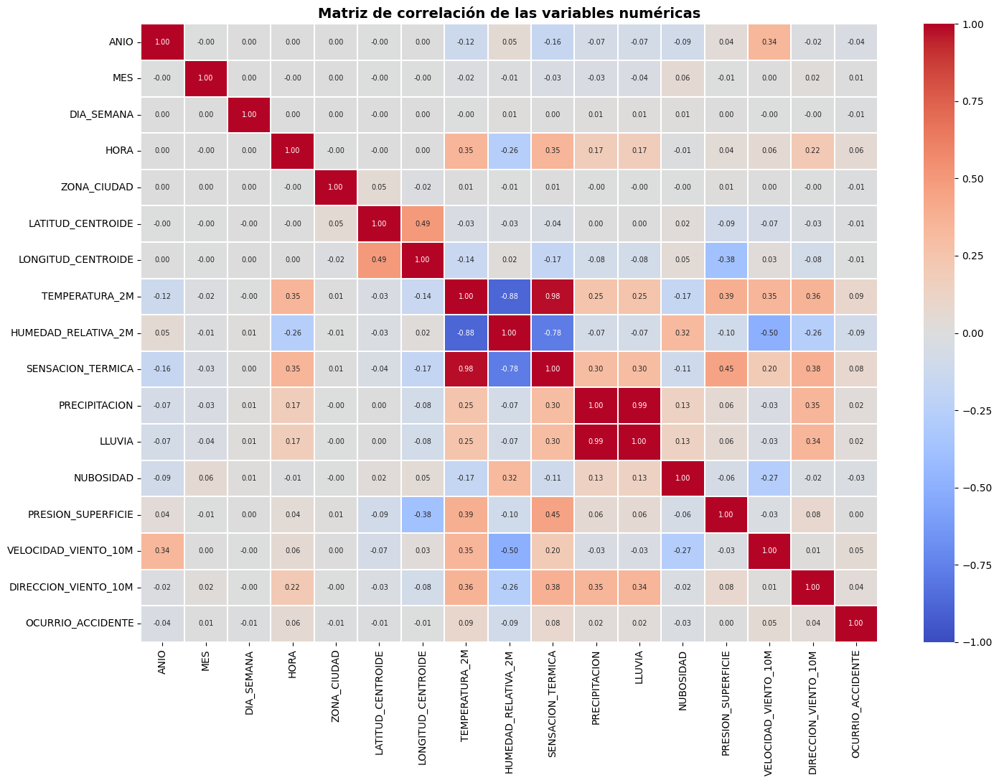 Matriz de correlación de las variables numéricas
ANIO 1.00 -0.00 0.00 0.00 0.00 -0.00 0.00 -0.12 0.05 -0.16 -0.07 -0.07 -0.09 0.04 0.34 -0.02 -0.04
MES -0.00 1.00 0.00 -0.00 0.00 -0.00 -0.00 -0.02 -0.01 -0.03 -0.03 -0.04 0.06 -0.01 0.00 0.02 0.01
DIA_SEMANA 0.00 0.00 1.00 0.00 0.00 -0.00 0.00 -0.00 0.01 0.00 0.01 0.01 0.01 0.00 -0.00 -0.00 -0.01
HORA 0.00 -0.00 0.00 1.00 -0.00 -0.00 0.00 0.35 -0.26 0.35 0.17 0.17 -0.01 0.04 0.06 0.22 0.06
ZONA_CIUDAD 0.00 0.00 0.00 -0.00 1.00 0.05 -0.02 0.01 -0.01 0.01 -0.00 -0.00 -0.00 0.01 0.00 -0.00 -0.01
LATITUD_CENTROIDE -0.00 -0.00 -0.00 -0.00 0.05 1.00 0.49 -0.03 -0.03 -0.04 0.00 0.00 0.02 -0.09 -0.07 -0.03 -0.01
LONGITUD_CENTROIDE 0.00 -0.00 0.00 0.00 -0.02 0.49 1.00 -0.14 0.02 -0.17 -0.08 -0.08 0.05 -0.38 0.03 -0.08 -0.01
TEMPERATURA_2M -0.12 -0.02 -0.00 0.35 0.01 -0.03 -0.14 1.00 -0.88 0.98 0.25 0.25 -0.17 0.39 0.35 0.36 0.09
HUMEDAD_RELATIVA_2M 0.05 -0.01 0.01 -0.26 -0.01 -0.03 0.02 -0.88 1.00 -0.78 -0.07 -0.07 0.32 -0.10 -0.50 -0.26 -0.09
SENSACION_TERMICA -0.16 -0.03 0.00 0.35 0.01 -0.04 -0.17 0.98 -0.78 1.00 0.30 0.30 -0.11 0.45 0.20 0.38 0.08
PRECIPITACION -0.07 -0.03 0.01 0.17 -0.00 0.00 -0.08 0.25 -0.07 0.30 1.00 0.99 0.13 0.06 -0.03 0.35 0.02
LLUVIA -0.07 -0.04 0.01 0.17 -0.00 0.00 -0.08 0.25 -0.07 0.30 0.99 1.00 0.13 0.06 -0.03 0.34 0.02
NUBOSIDAD -0.09 0.06 0.01 -0.01 -0.00 0.02 0.05 -0.17 0.32 -0.11 0.13 0.13 1.00 -0.06 -0.27 -0.02 -0.03
PRESION_SUPERFICIE 0.04 -0.01 0.00 0.04 0.01 -0.09 -0.38 0.39 -0.10 0.45 0.06 0.06 -0.06 1.00 -0.03 0.08 0.00
VELOCIDAD_VIENTO_10M 0.34 0.00 -0.00 0.06 0.00 -0.07 0.03 0.35 -0.50 0.20 -0.03 -0.03 -0.27 -0.03 1.00 0.01 0.05
DIRECCION_VIENTO_10M -0.02 0.02 -0.00 0.22 -0.00 -0.03 -0.08 0.36 -0.26 0.38 0.35 0.34 -0.02 0.08 0.01 1.00 0.04
OCURRIO_ACCIDENTE -0.04 0.01 -0.01 0.06 -0.01 -0.01 -0.01 0.09 -0.09 0.08 0.02 0.02 -0.03 0.00 0.05 0.04 1.00
ANIO
MES
DIA_SEMANA
HORA
ZONA_CIUDAD
LATITUD_CENTROIDE
LONGITUD_CENTROIDE
TEMPERATURA_2M
HUMEDAD_RELATIVA_2M
SENSACION_TERMICA
PRECIPITACION
LLUVIA
NUBOSIDAD
PRESION_SUPERFICIE
VELOCIDAD_VIENTO_10M
DIRECCION_VIENTO_10M
OCURRIO_ACCIDENTE
1.00
0.75
0.50
0.25
0.00
−0.25
−0.50
−0.75
−1.00